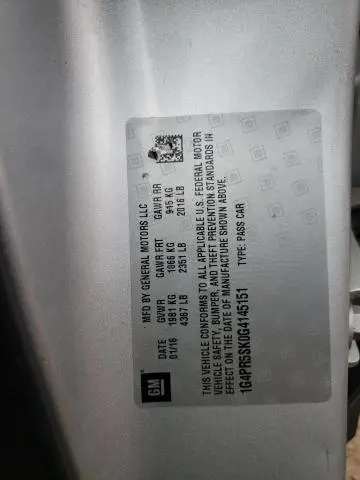 MFD BY GENERAL MOTORS LLC
DATE GVWR GAWR FRT GAWR RR
01/16 1981 KG 1066 KG 915 KG
4367 LB 2351 LB 2016 LB
THIS VEHICLE CONFORMS TO ALL APPLICABLE U.S. FEDERAL MOTOR
VEHICLE SAFETY, BUMPER, AND THEFT PREVENTION STANDARDS IN
EFFECT ON THE DATE OF MANUFACTURE SHOWN ABOVE.
1G4PR5SK0G4145151 TYPE: PASS CAR
GM